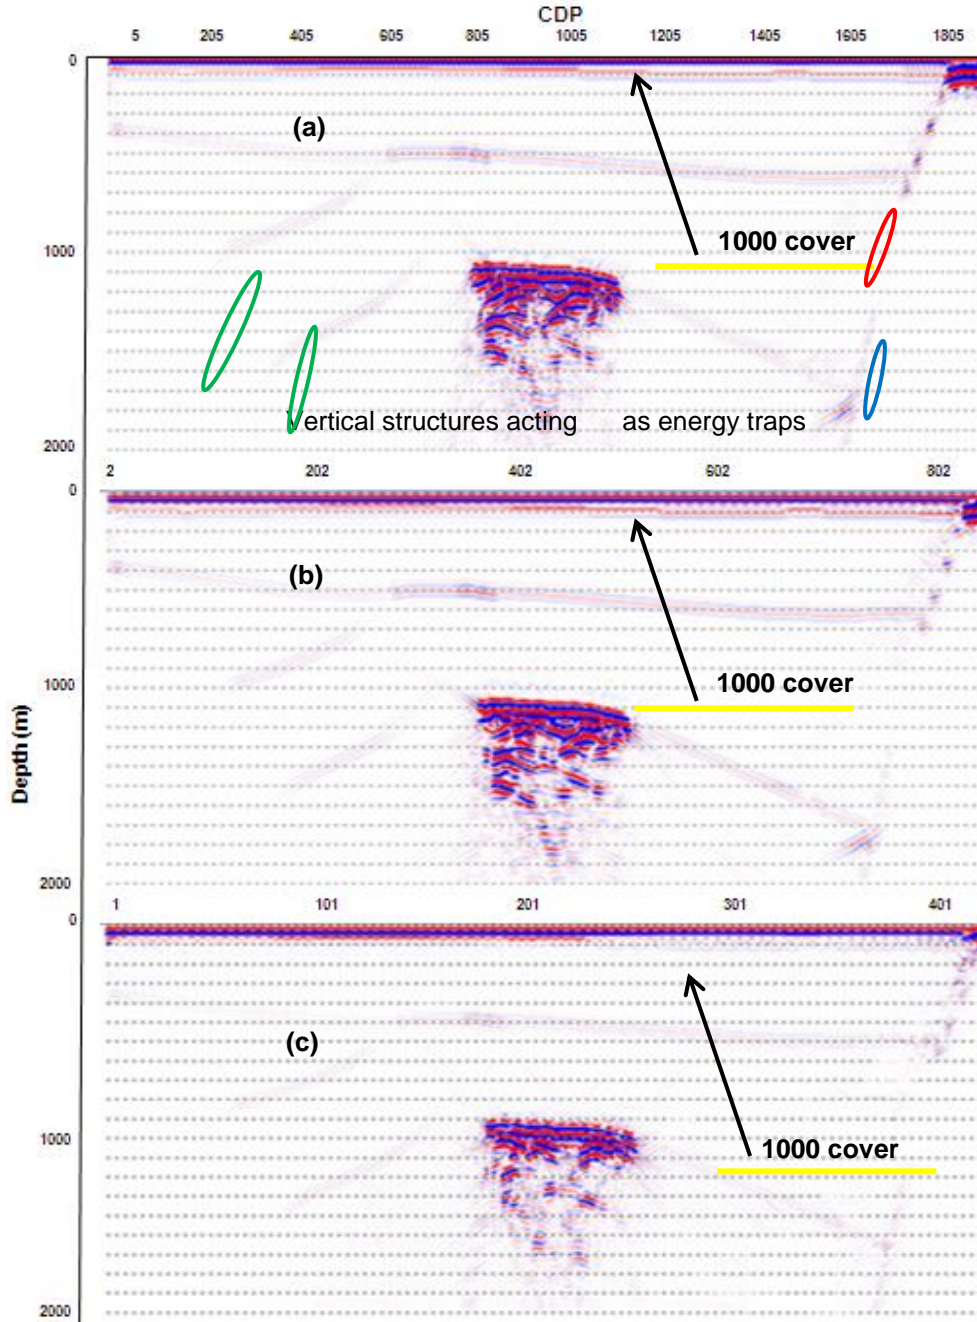 CDP
5 205 405 605 805 1005 1205 1405 1605 1805
0
(a)
1000 cover
1000
Vertical structures acting as energy traps
2000
2 202 402 602 802
0
(b)
1000 cover
1000
Depth (m)
2000
1 101 201 301 401
0
(c)
1000 cover
1000
2000